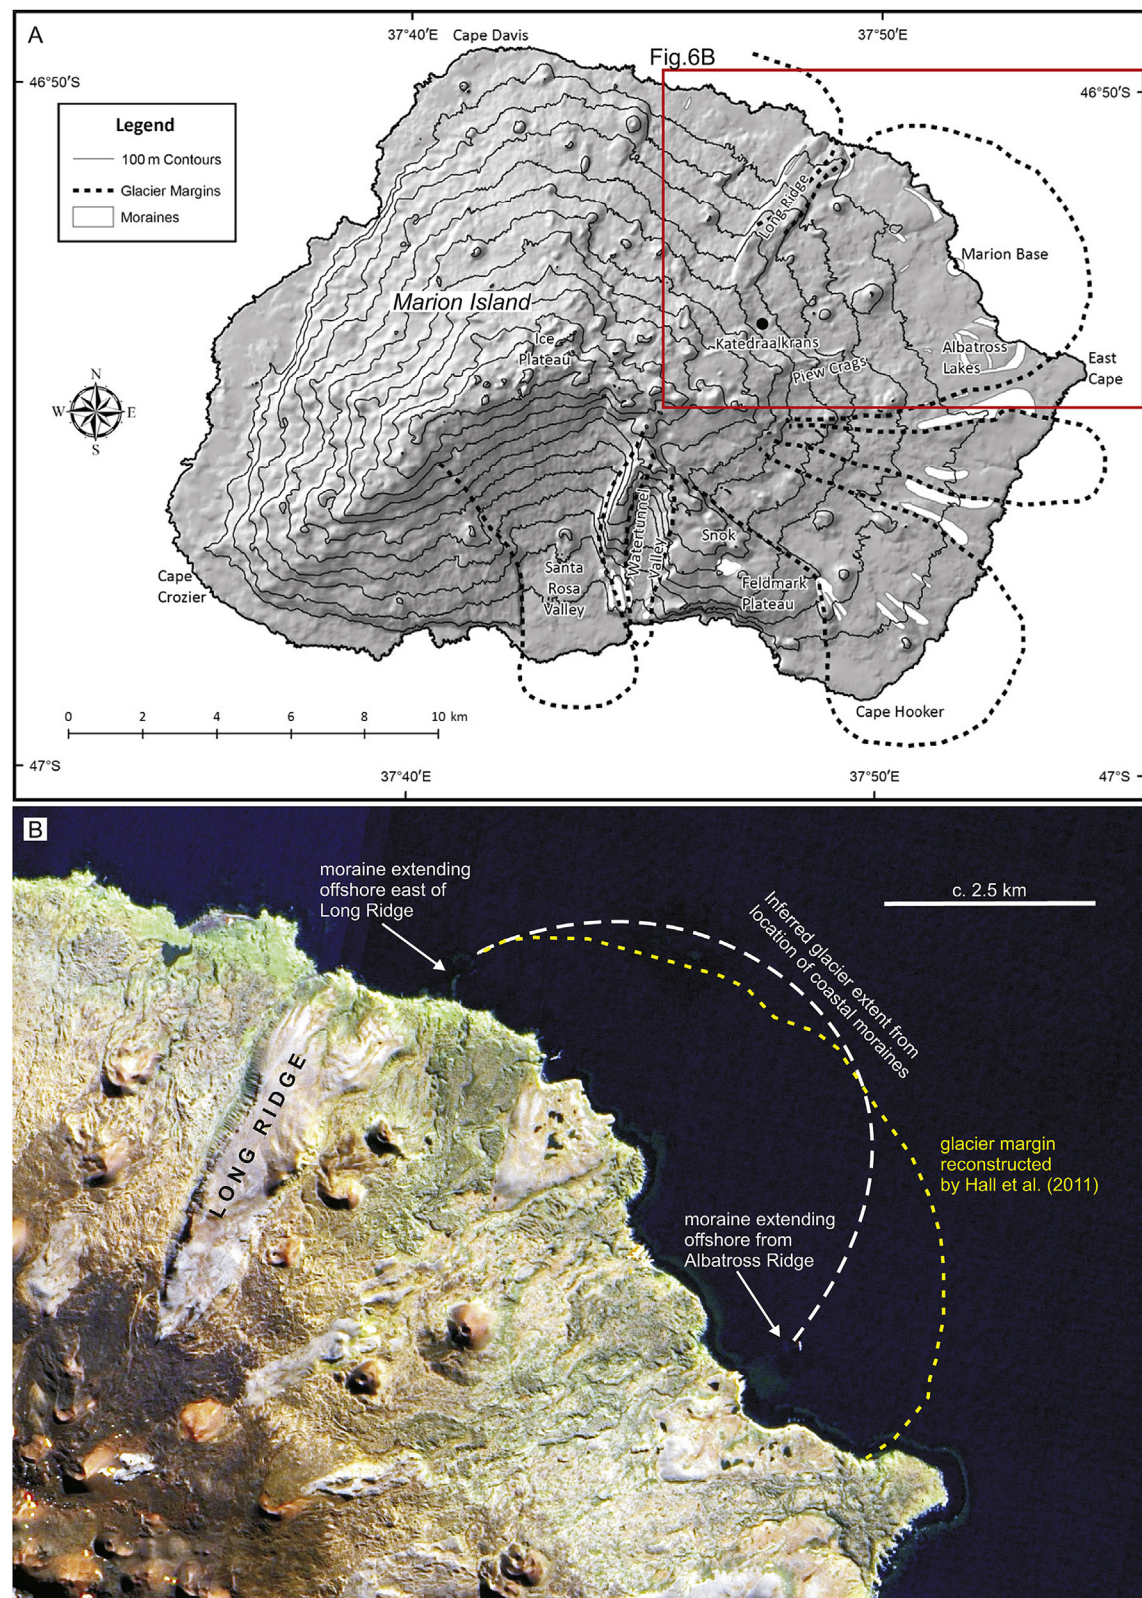 A
37°40′E
37°50′E
Cape Davis
Fig.6B
46°50′S
46°50′S
Legend
100 m Contours
Glacier Margins
Moraines
Long Ridge
Marion Base
Marion Island
Ice
Plateau
Katedraalkrans
Piew Crags
Albatross
Lakes
East
Cape
N
W
E
S
Watertunnel
Valley
Snok
Santa
Rosa
Valley
Feldmark
Plateau
Cape
Crozier
Cape Hooker
0 2 4 6 8 10 km
47°S
37°40′E
37°50′E
47°S
B
moraine extending
offshore east of
Long Ridge
c. 2.5 km
Inferred glacier extent from
location of coastal moraines
LONG RIDGE
glacier margin
reconstructed
by Hall et al. (2011)
moraine extending
offshore from
Albatross Ridge